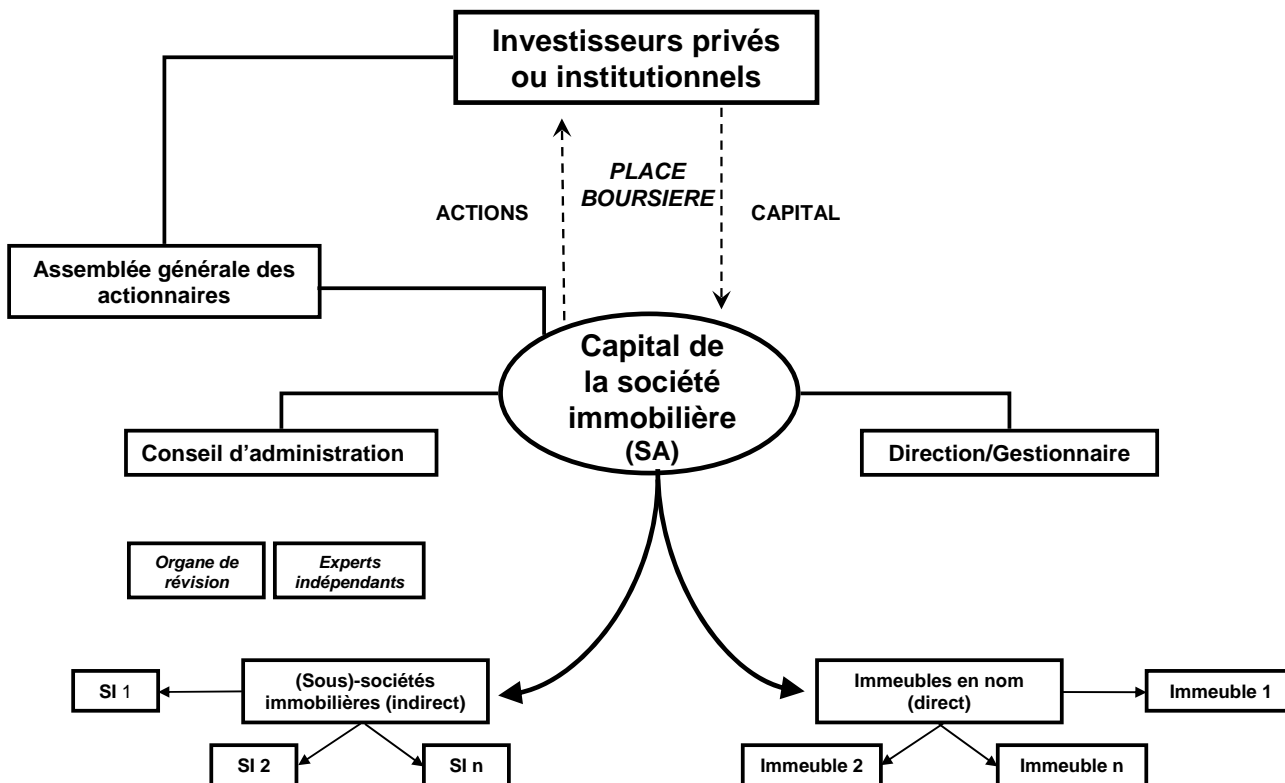 Investisseurs privés
ou institutionnels
PLACE
BOURSIERE
ACTIONS
CAPITAL
Assemblée générale des
actionnaires
Capital de
la société
immobilière
(SA)
Conseil d'administration
Direction/Gestionnaire
Organe de
révision
Experts
indépendants
SI 1
(Sous)-sociétés
immobilières (indirect)
Immeubles en nom
(direct)
Immeuble 1
SI 2
SI n
Immeuble 2
Immeuble n